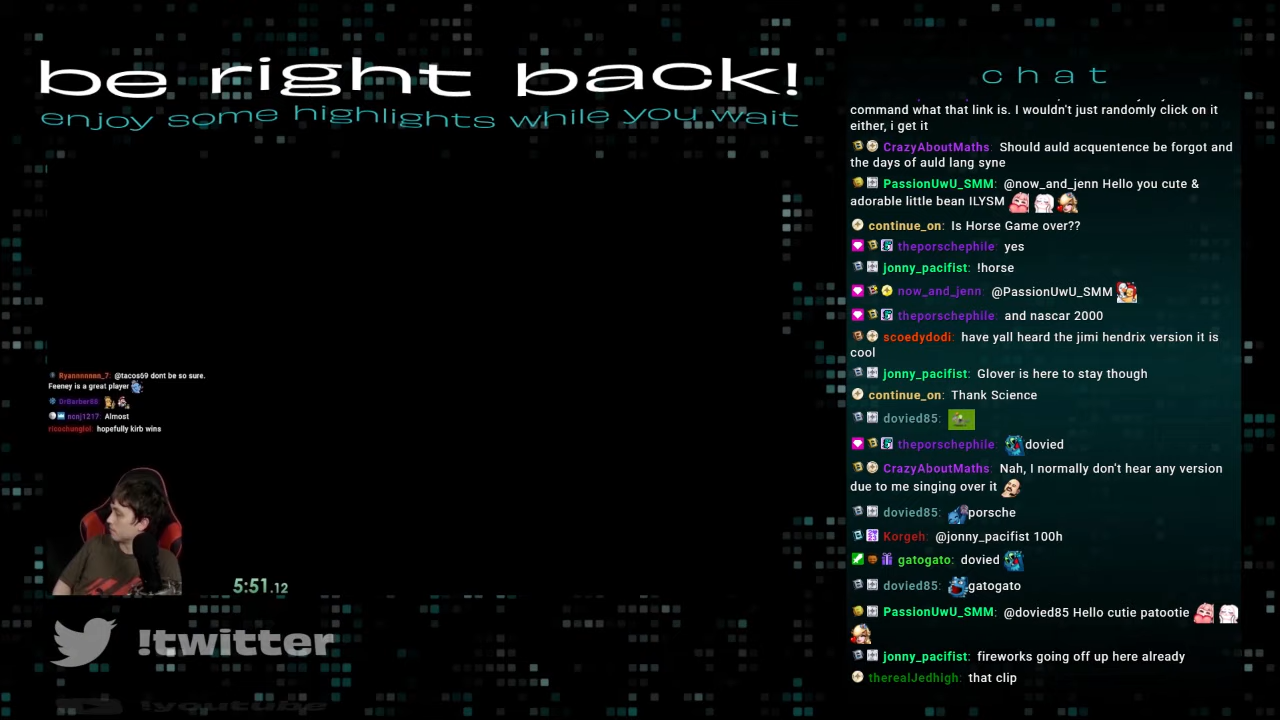 be right back!
enjoy some highlights while you wait
chat
command what that link is. I wouldn't just randomly click on it
either, i get it
CrazyAboutMaths: Should auld acquentence be forgot and
the days of auld lang syne
PassionUwU_SMM: @now_and_jenn Hello you cute &
adorable little bean ILYSM
continue_on: Is Horse Game over??
theporschephile: yes
jonny_pacifist: !horse
now_and_jenn: @PassionUwU_SMM
theporschephile: and nascar 2000
scoedydodi: have yall heard the jimi hendrix version it is
cool
jonny_pacifist: Glover is here to stay though
continue_on: Thank Science
dovied85:
theporschephile: dovied
CrazyAboutMaths: Nah, I normally don't hear any version
due to me singing over it
dovied85: porsche
Korgeh: @jonny_pacifist 100h
gatogato: dovied
dovied85: gatogato
PassionUwU_SMM: @dovied85 Hello cutie patootie
jonny_pacifist: fireworks going off up here already
therealJedhigh: that clip
@tacos69 dont be so sure.
Feeney is a great player
DrBarber88:
ncnj1217: Almost
hopefully kirb wins
5:51.12
!twitter
!youtube